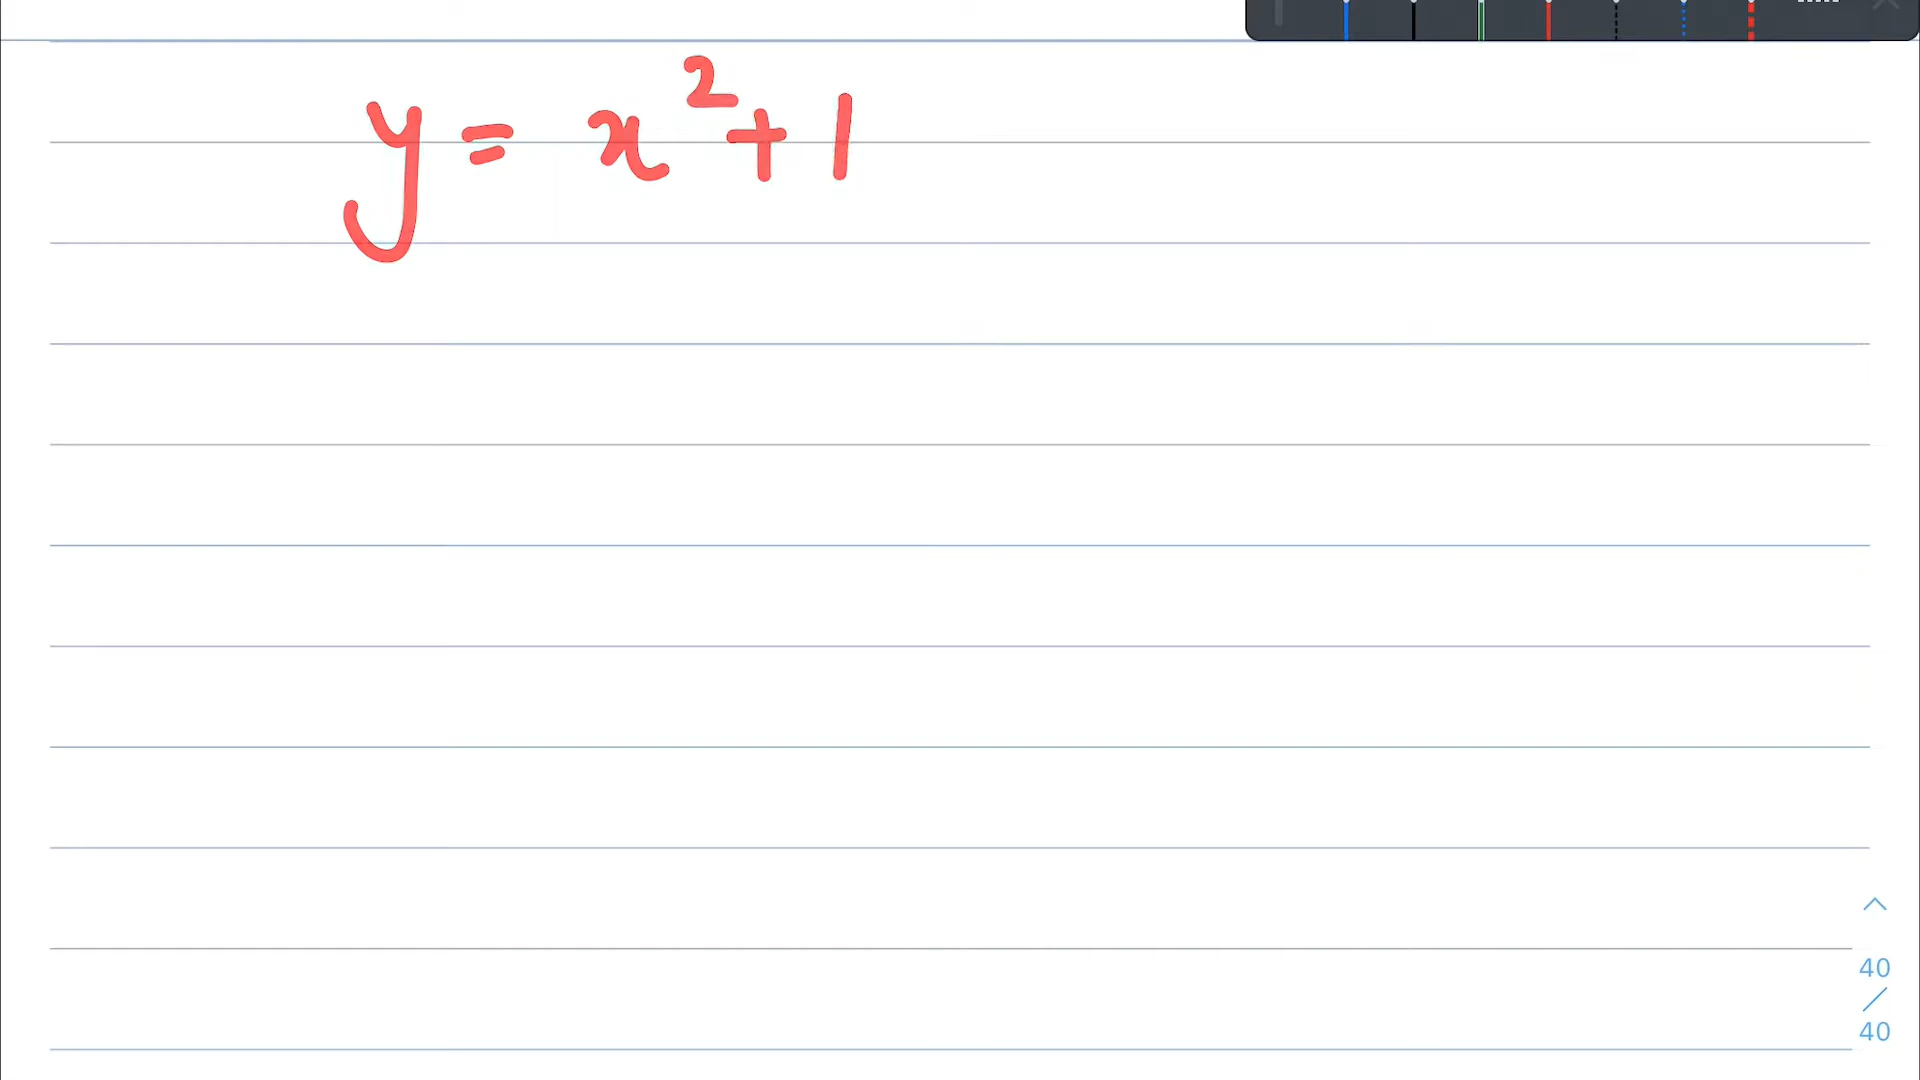 y = x² + 1
40
/
40